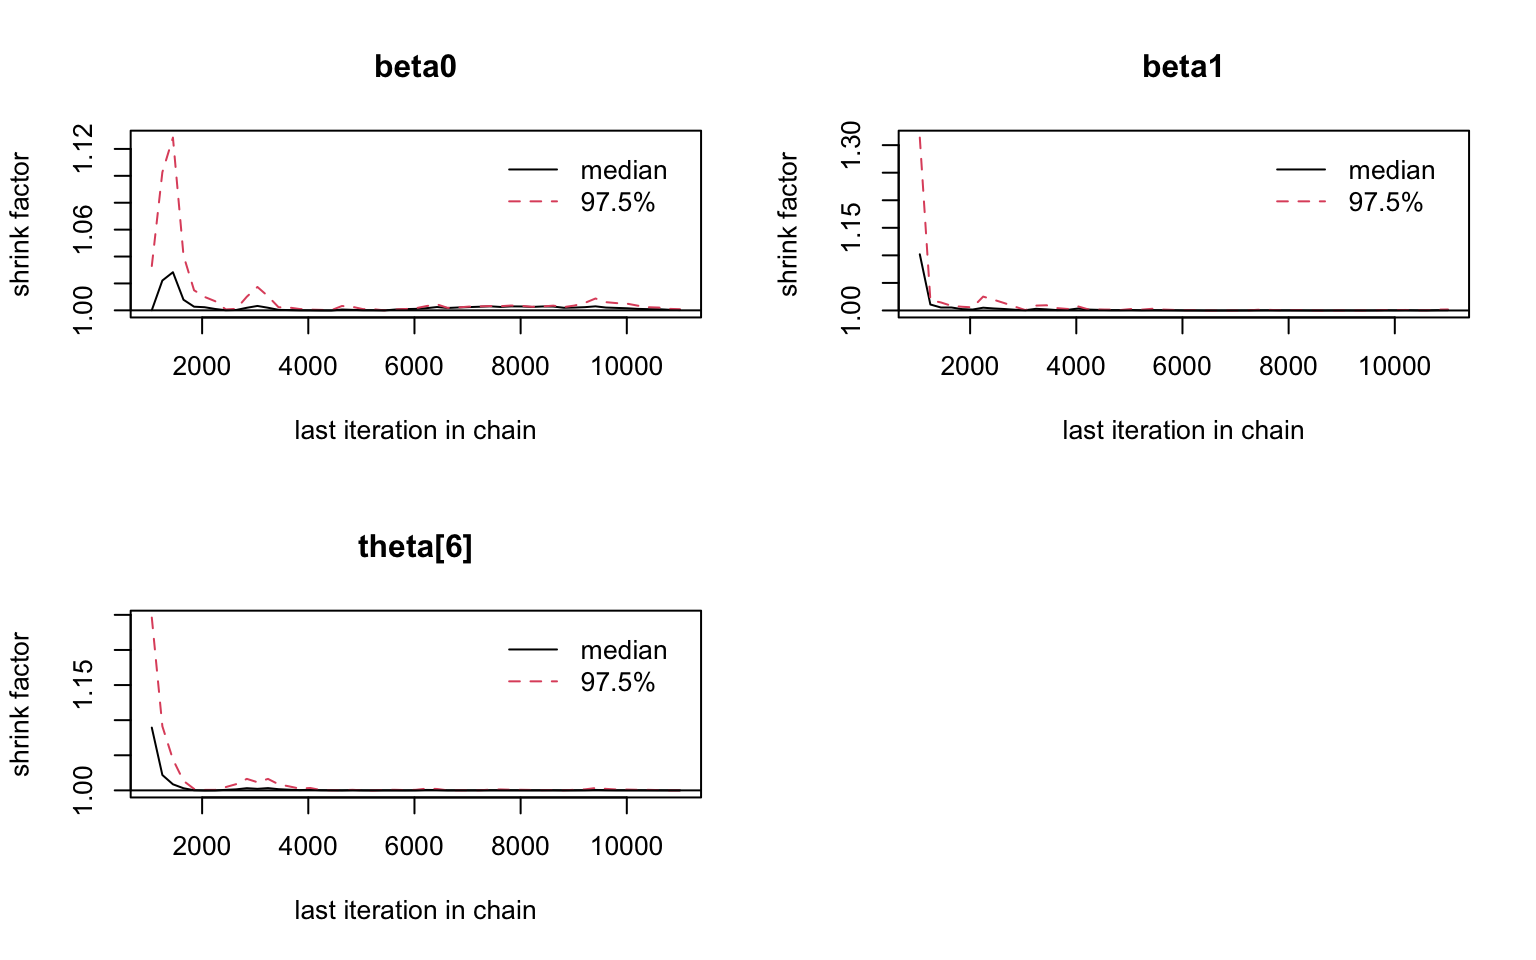 beta0
shrink factor
1.00 1.06 1.12
median
97.5%
2000 4000 6000 8000 10000
last iteration in chain
beta1
shrink factor
1.00 1.15 1.30
median
97.5%
2000 4000 6000 8000 10000
last iteration in chain
theta[6]
shrink factor
1.00 1.15
median
97.5%
2000 4000 6000 8000 10000
last iteration in chain